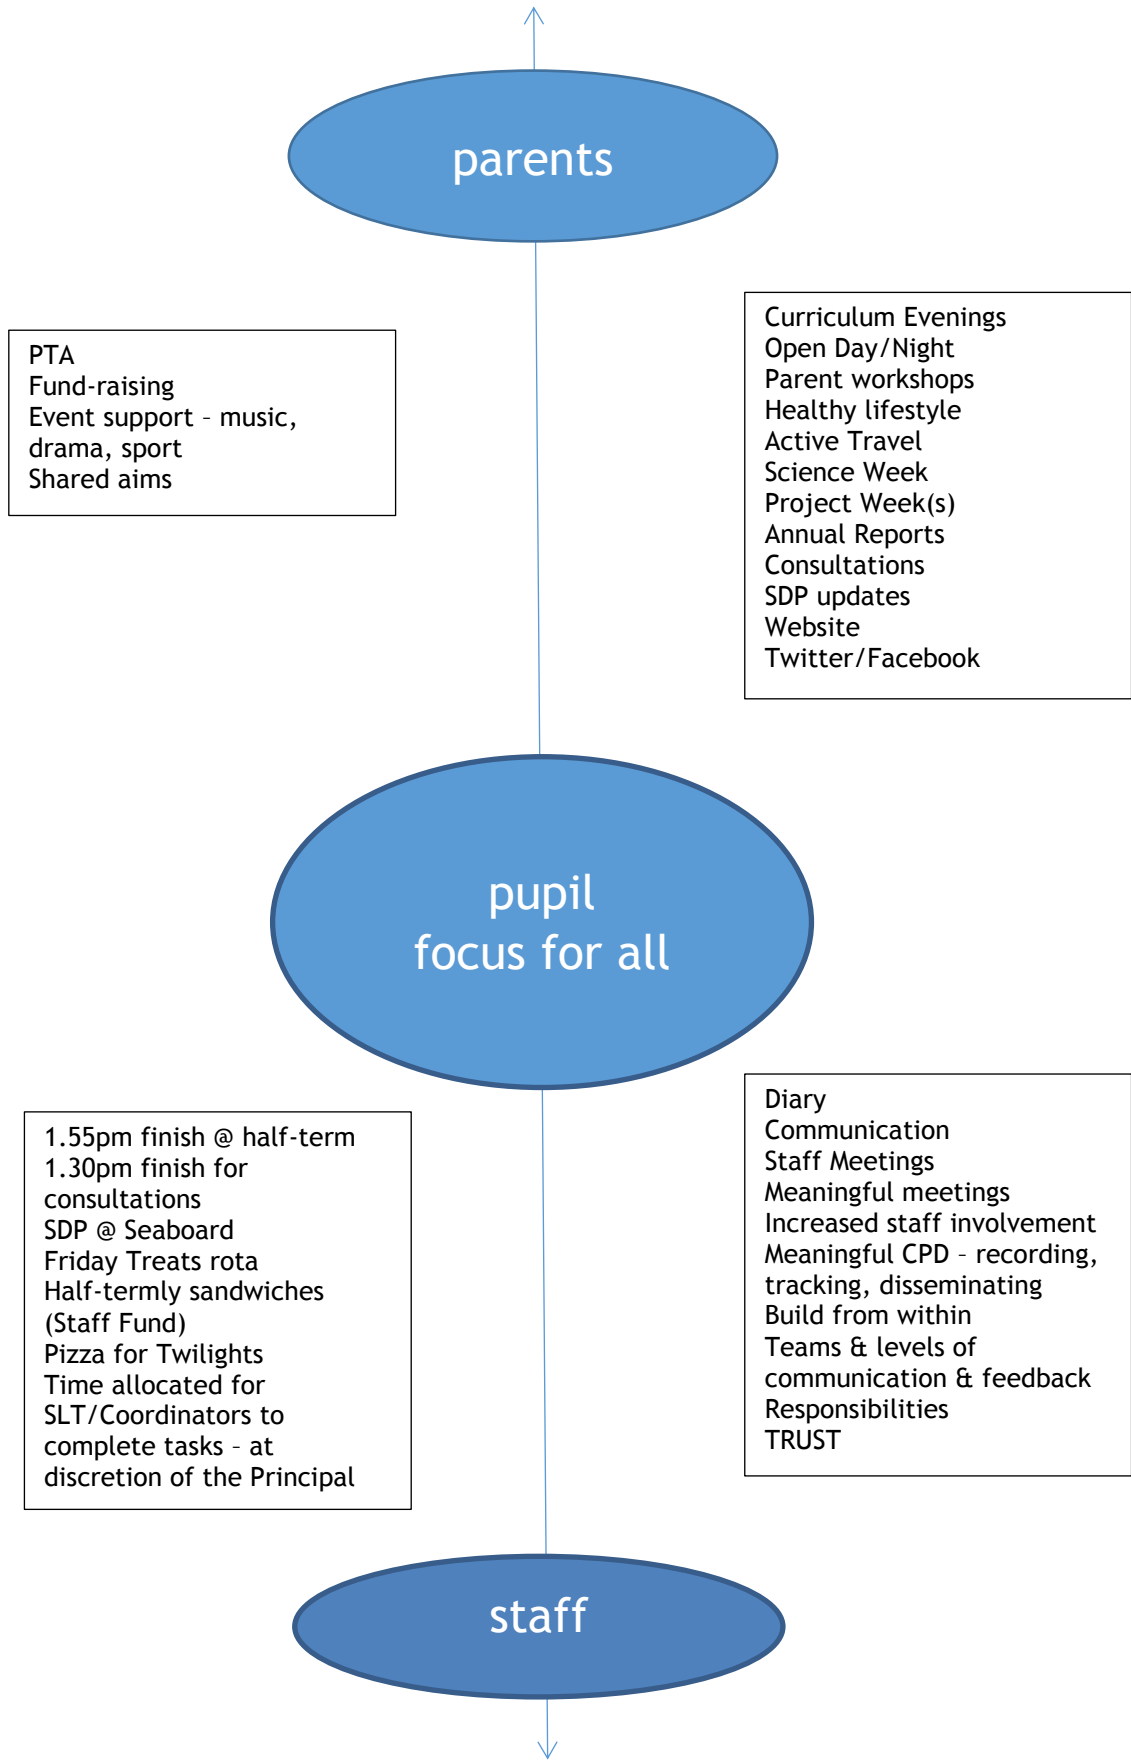 parents
PTA
Fund-raising
Event support – music,
drama, sport
Shared aims
Curriculum Evenings
Open Day/Night
Parent workshops
Healthy lifestyle
Active Travel
Science Week
Project Week(s)
Annual Reports
Consultations
SDP updates
Website
Twitter/Facebook
pupil
focus for all
1.55pm finish @ half-term
1.30pm finish for
consultations
SDP @ Seaboard
Friday Treats rota
Half-termly sandwiches
(Staff Fund)
Pizza for Twilights
Time allocated for
SLT/Coordinators to
complete tasks – at
discretion of the Principal
Diary
Communication
Staff Meetings
Meaningful meetings
Increased staff involvement
Meaningful CPD – recording,
tracking, disseminating
Build from within
Teams & levels of
communication & feedback
Responsibilities
TRUST
staff